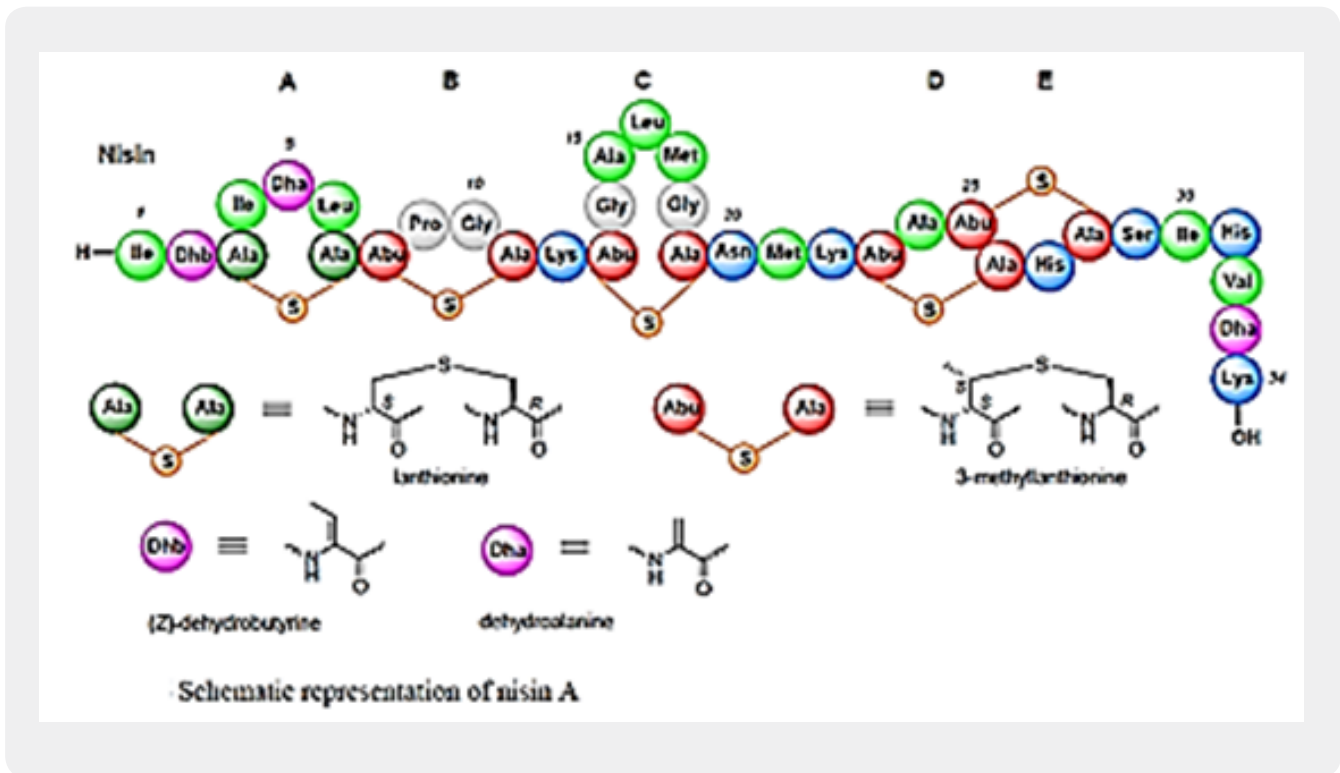 A B C D E
Nisin
1 5 10 15 20 25 30 34
H Ile Dhb Ala Ile Dha Leu Ala Abu Pro Gly Ala Lys Abu Gly Ala Leu Met Gly Ala Asn Met Lys Abu Ala Abu Ala His Ala Ser Ile His Val Dha Lys OH
S S S S S
Ala Ala S ≡ S S R N H O N H O
lanthionine
Abu Ala S ≡ S S S R N H O N H O
3-methyllanthionine
Dhb ≡ N H O
(Z)-dehydrobutyrine
Dha = N H O
dehydroalanine
Schematic representation of nisin A